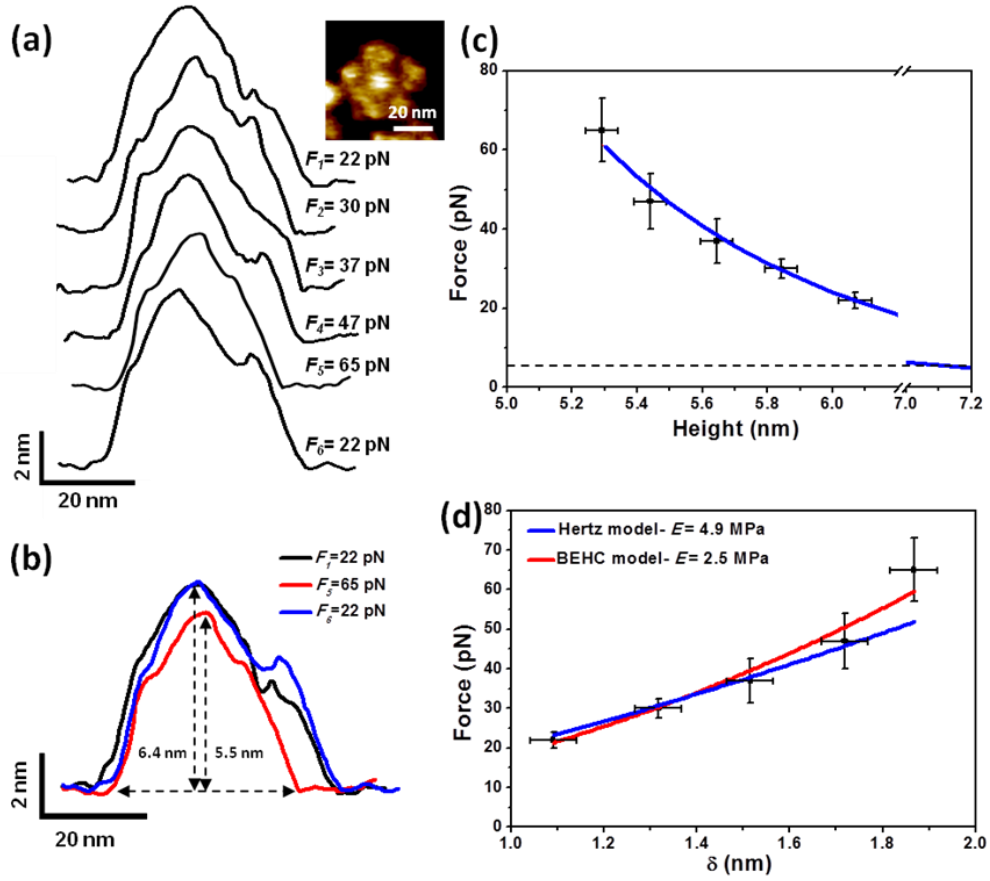 (a)
20 nm
F1= 22 pN
F2= 30 pN
F3= 37 pN
F4= 47 pN
F5= 65 pN
F6= 22 pN
2 nm
20 nm
(b)
F1=22 pN
F5=65 pN
F6=22 pN
6.4 nm
5.5 nm
2 nm
20 nm
(c)
80
60
40
20
0
Force (pN)
5.0 5.2 5.4 5.6 5.8 6.0 7.0 7.2
Height (nm)
(d)
Hertz model- E= 4.9 MPa
BEHC model- E= 2.5 MPa
80
70
60
50
40
30
20
10
0
Force (pN)
1.0 1.2 1.4 1.6 1.8 2.0
δ (nm)